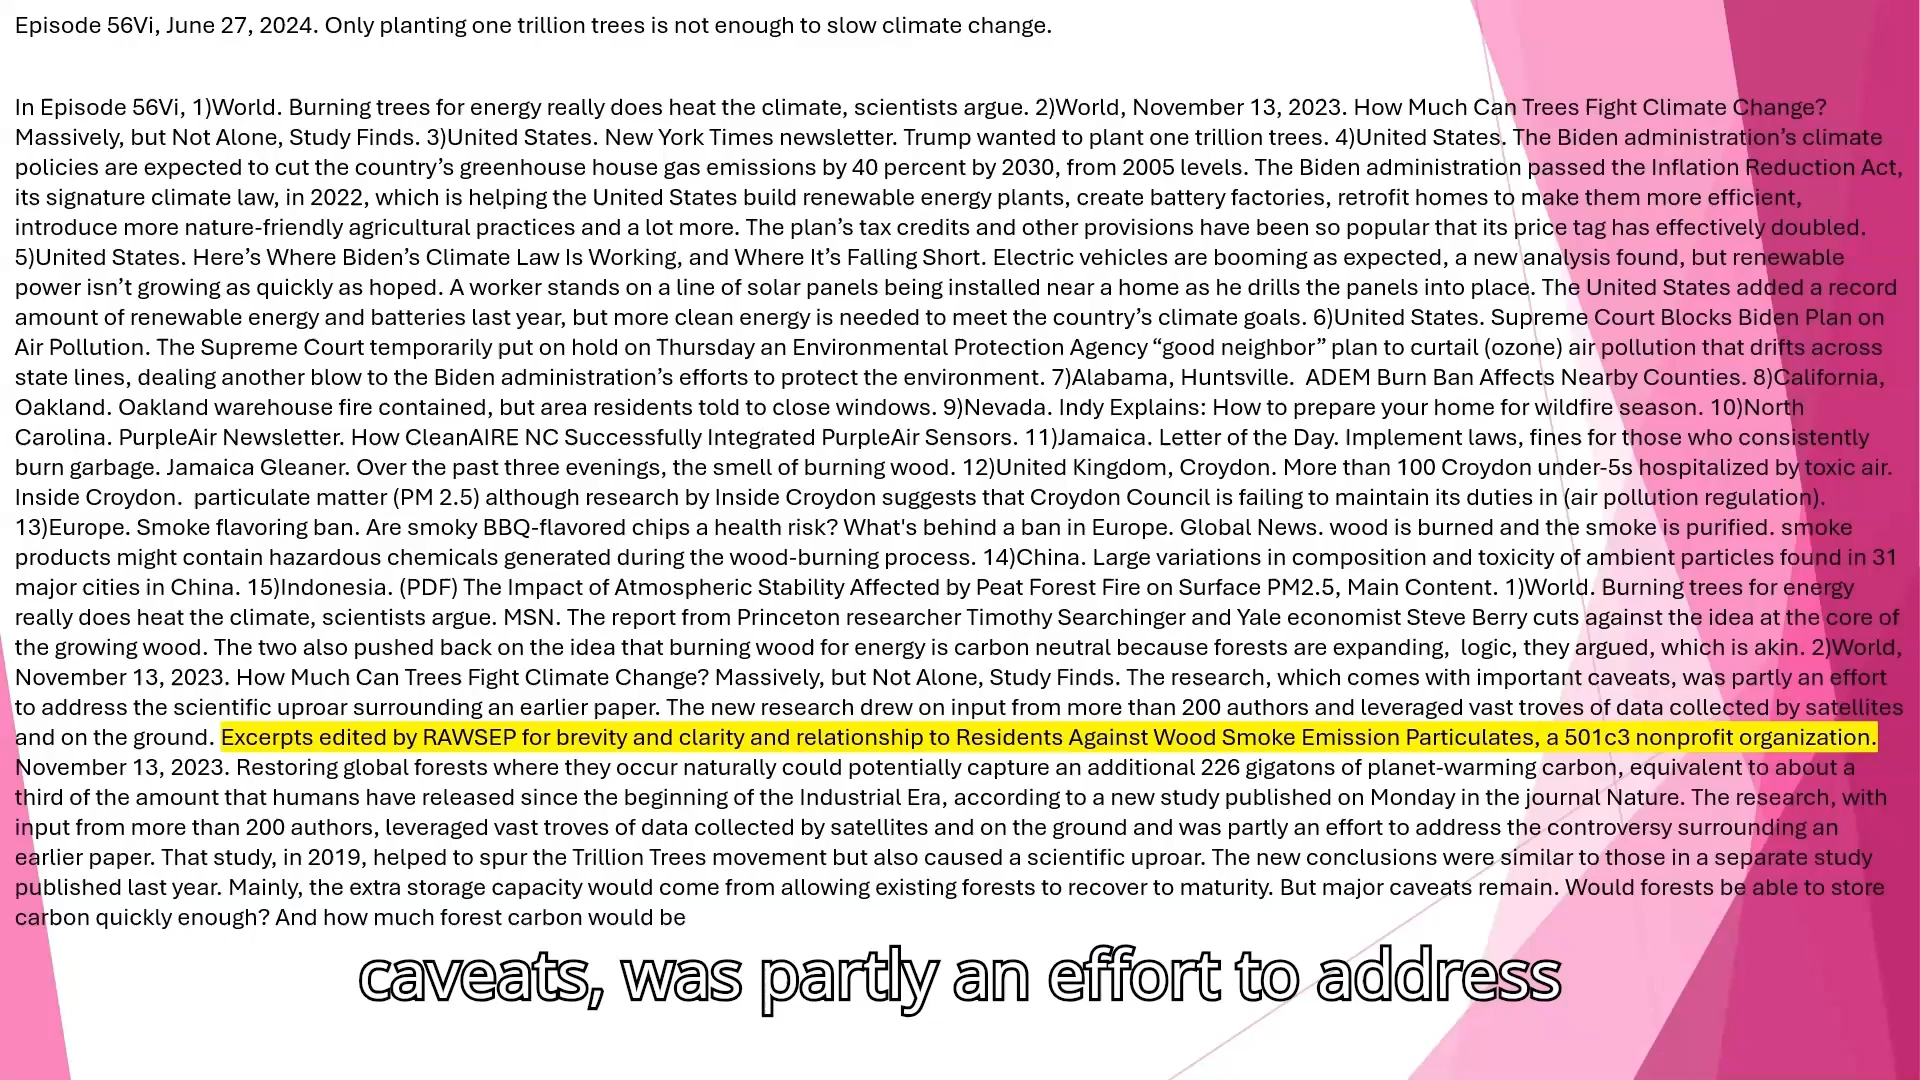 Episode 56Vi, June 27, 2024. Only planting one trillion trees is not enough to slow climate change.
In Episode 56Vi, 1)World. Burning trees for energy really does heat the climate, scientists argue. 2)World, November 13, 2023. How Much Can Trees Fight Climate Change?
Massively, but Not Alone, Study Finds. 3)United States. New York Times newsletter. Trump wanted to plant one trillion trees. 4)United States. The Biden administration’s climate
policies are expected to cut the country’s greenhouse house gas emissions by 40 percent by 2030, from 2005 levels. The Biden administration passed the Inflation Reduction Act,
its signature climate law, in 2022, which is helping the United States build renewable energy plants, create battery factories, retrofit homes to make them more efficient,
introduce more nature-friendly agricultural practices and a lot more. The plan’s tax credits and other provisions have been so popular that its price tag has effectively doubled.
5)United States. Here’s Where Biden’s Climate Law Is Working, and Where It’s Falling Short. Electric vehicles are booming as expected, a new analysis found, but renewable
power isn’t growing as quickly as hoped. A worker stands on a line of solar panels being installed near a home as he drills the panels into place. The United States added a record
amount of renewable energy and batteries last year, but more clean energy is needed to meet the country’s climate goals. 6)United States. Supreme Court Blocks Biden Plan on
Air Pollution. The Supreme Court temporarily put on hold on Thursday an Environmental Protection Agency “good neighbor” plan to curtail (ozone) air pollution that drifts across
state lines, dealing another blow to the Biden administration’s efforts to protect the environment. 7)Alabama, Huntsville.  ADEM Burn Ban Affects Nearby Counties. 8)California,
Oakland. Oakland warehouse fire contained, but area residents told to close windows. 9)Nevada. Indy Explains: How to prepare your home for wildfire season. 10)North
Carolina. PurpleAir Newsletter. How CleanAIRE NC Successfully Integrated PurpleAir Sensors. 11)Jamaica. Letter of the Day. Implement laws, fines for those who consistently
burn garbage. Jamaica Gleaner. Over the past three evenings, the smell of burning wood. 12)United Kingdom, Croydon. More than 100 Croydon under-5s hospitalized by toxic air.
Inside Croydon.  particulate matter (PM 2.5) although research by Inside Croydon suggests that Croydon Council is failing to maintain its duties in (air pollution regulation).
13)Europe. Smoke flavoring ban. Are smoky BBQ-flavored chips a health risk? What's behind a ban in Europe. Global News. wood is burned and the smoke is purified. smoke
products might contain hazardous chemicals generated during the wood-burning process. 14)China. Large variations in composition and toxicity of ambient particles found in 31
major cities in China. 15)Indonesia. (PDF) The Impact of Atmospheric Stability Affected by Peat Forest Fire on Surface PM2.5, Main Content. 1)World. Burning trees for energy
really does heat the climate, scientists argue. MSN. The report from Princeton researcher Timothy Searchinger and Yale economist Steve Berry cuts against the idea at the core of
the growing wood. The two also pushed back on the idea that burning wood for energy is carbon neutral because forests are expanding,  logic, they argued, which is akin. 2)World,
November 13, 2023. How Much Can Trees Fight Climate Change? Massively, but Not Alone, Study Finds. The research, which comes with important caveats, was partly an effort
to address the scientific uproar surrounding an earlier paper. The new research drew on input from more than 200 authors and leveraged vast troves of data collected by satellites
and on the ground. Excerpts edited by RAWSEP for brevity and clarity and relationship to Residents Against Wood Smoke Emission Particulates, a 501c3 nonprofit organization.
November 13, 2023. Restoring global forests where they occur naturally could potentially capture an additional 226 gigatons of planet-warming carbon, equivalent to about a
third of the amount that humans have released since the beginning of the Industrial Era, according to a new study published on Monday in the journal Nature. The research, with
input from more than 200 authors, leveraged vast troves of data collected by satellites and on the ground and was partly an effort to address the controversy surrounding an
earlier paper. That study, in 2019, helped to spur the Trillion Trees movement but also caused a scientific uproar. The new conclusions were similar to those in a separate study
published last year. Mainly, the extra storage capacity would come from allowing existing forests to recover to maturity. But major caveats remain. Would forests be able to store
carbon quickly enough? And how much forest carbon would be
caveats, was partly an effort to address